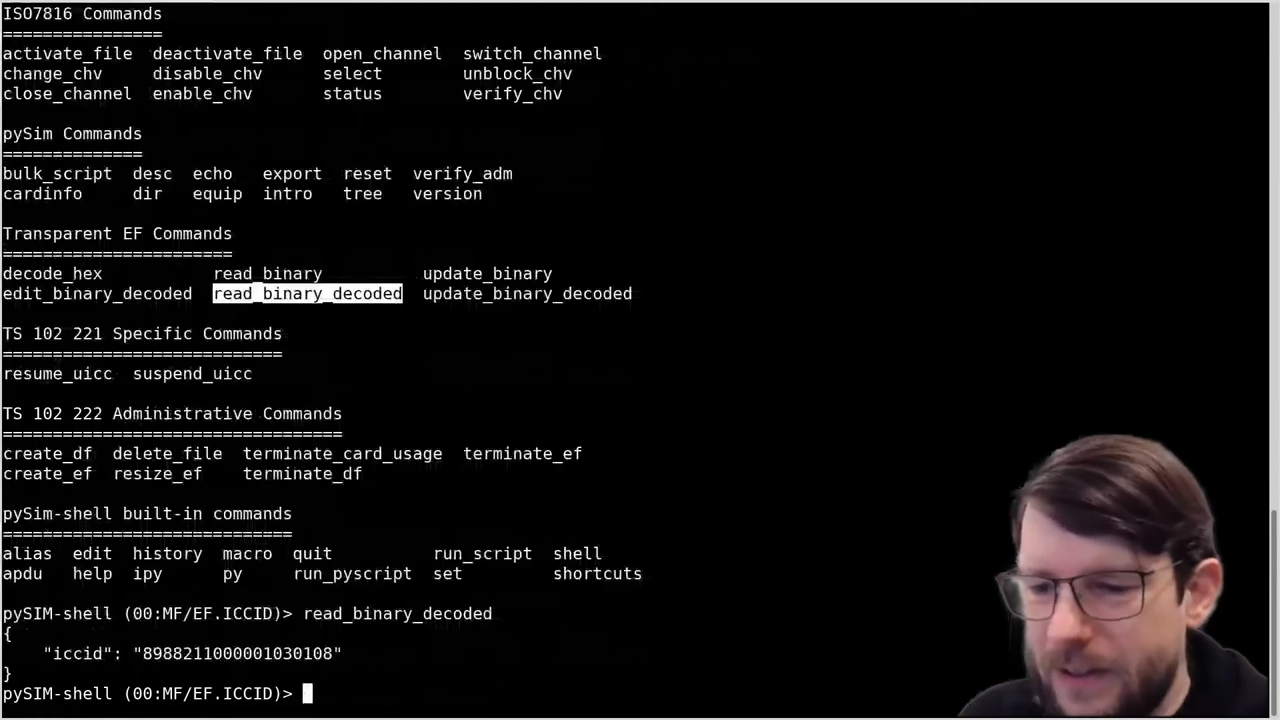 ISO7816 Commands
================
activate_file  deactivate_file  open_channel  switch_channel
change_chv     disable_chv      select        unblock_chv
close_channel  enable_chv       status        verify_chv
pySim Commands
==============
bulk_script  desc  echo   export  reset  verify_adm
cardinfo     dir   equip  intro   tree   version
Transparent EF Commands
=======================
decode_hex           read_binary          update_binary
edit_binary_decoded  read_binary_decoded  update_binary_decoded
TS 102 221 Specific Commands
============================
resume_uicc  suspend_uicc
TS 102 222 Administrative Commands
==================================
create_df  delete_file  terminate_card_usage  terminate_ef
create_ef  resize_ef    terminate_df
pySim-shell built-in commands
=============================
alias  edit  history  macro  quit          run_script  shell
apdu   help  ipy      py     run_pyscript  set         shortcuts
pySIM-shell (00:MF/EF.ICCID)> read_binary_decoded
{
    "iccid": "8988211000001030108"
}
pySIM-shell (00:MF/EF.ICCID)>